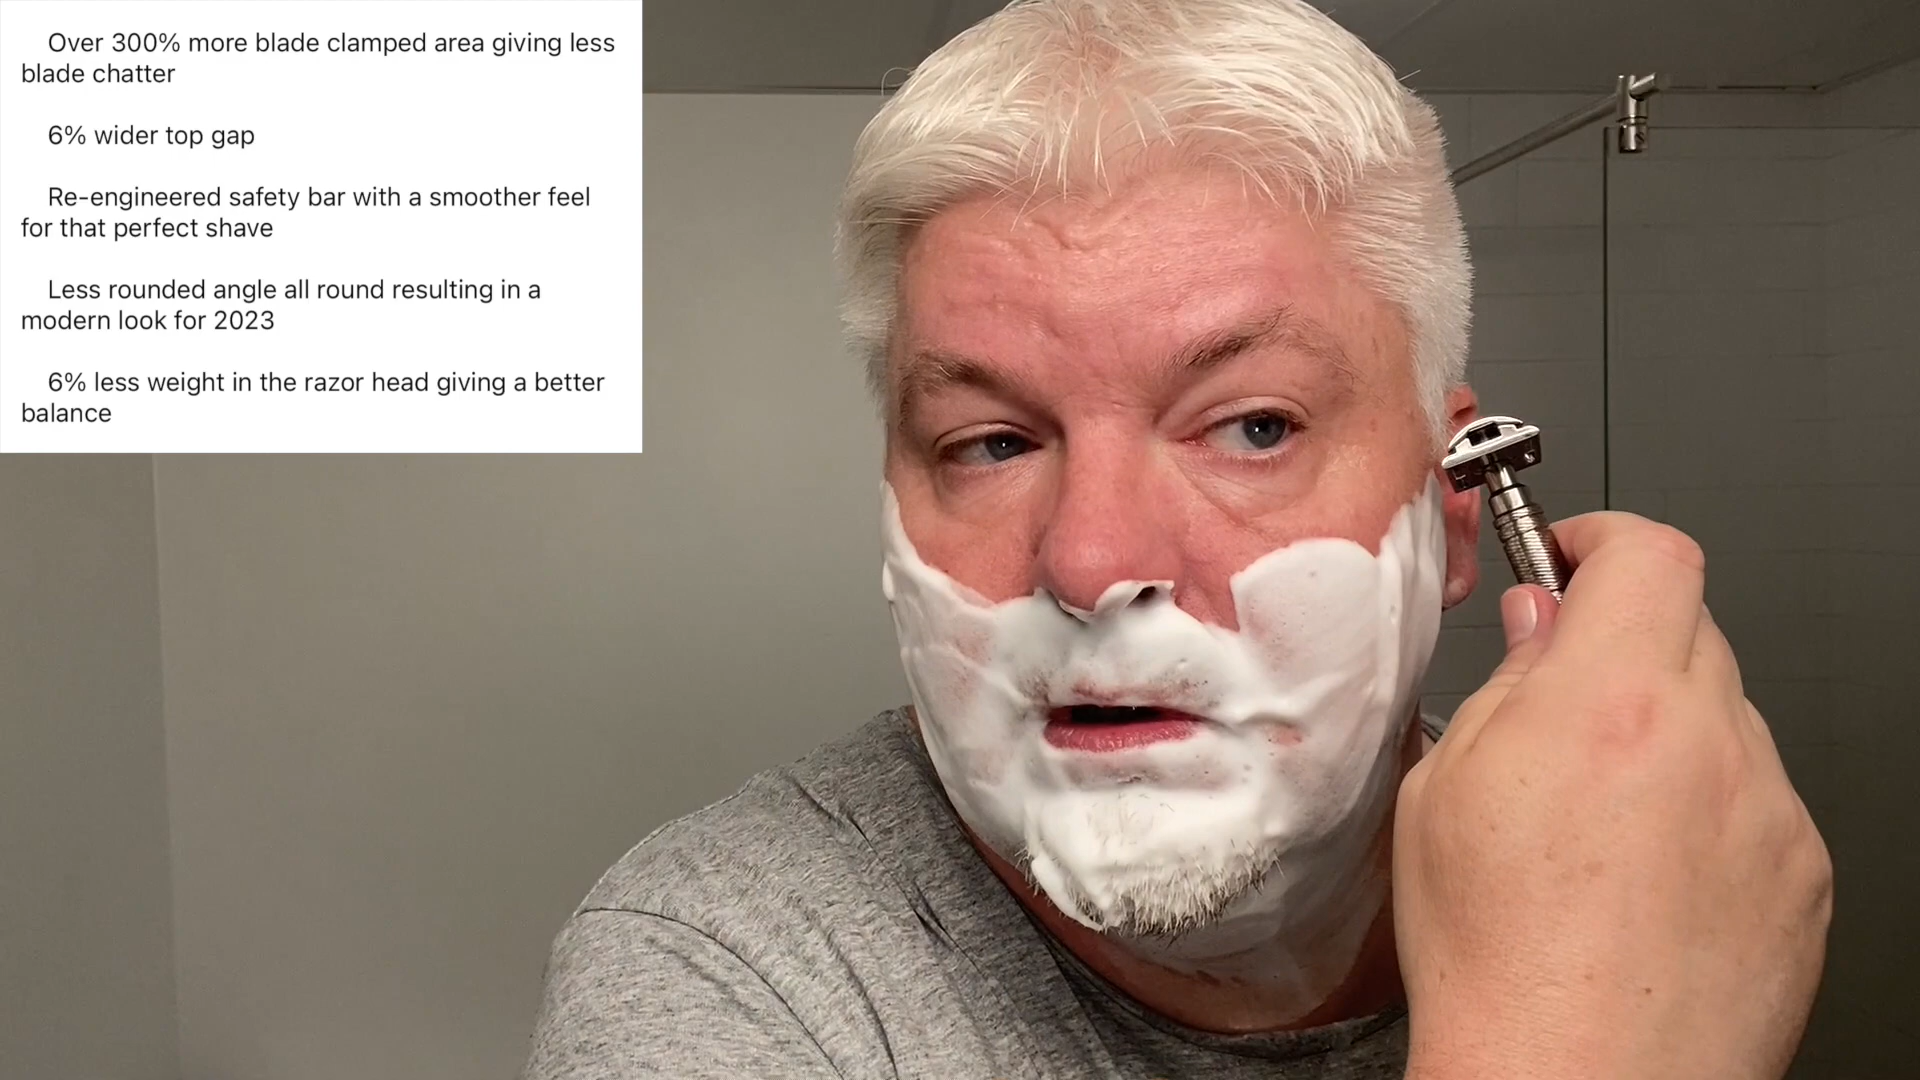 Over 300% more blade clamped area giving less
blade chatter
6% wider top gap
Re-engineered safety bar with a smoother feel
for that perfect shave
Less rounded angle all round resulting in a
modern look for 2023
6% less weight in the razor head giving a better
balance